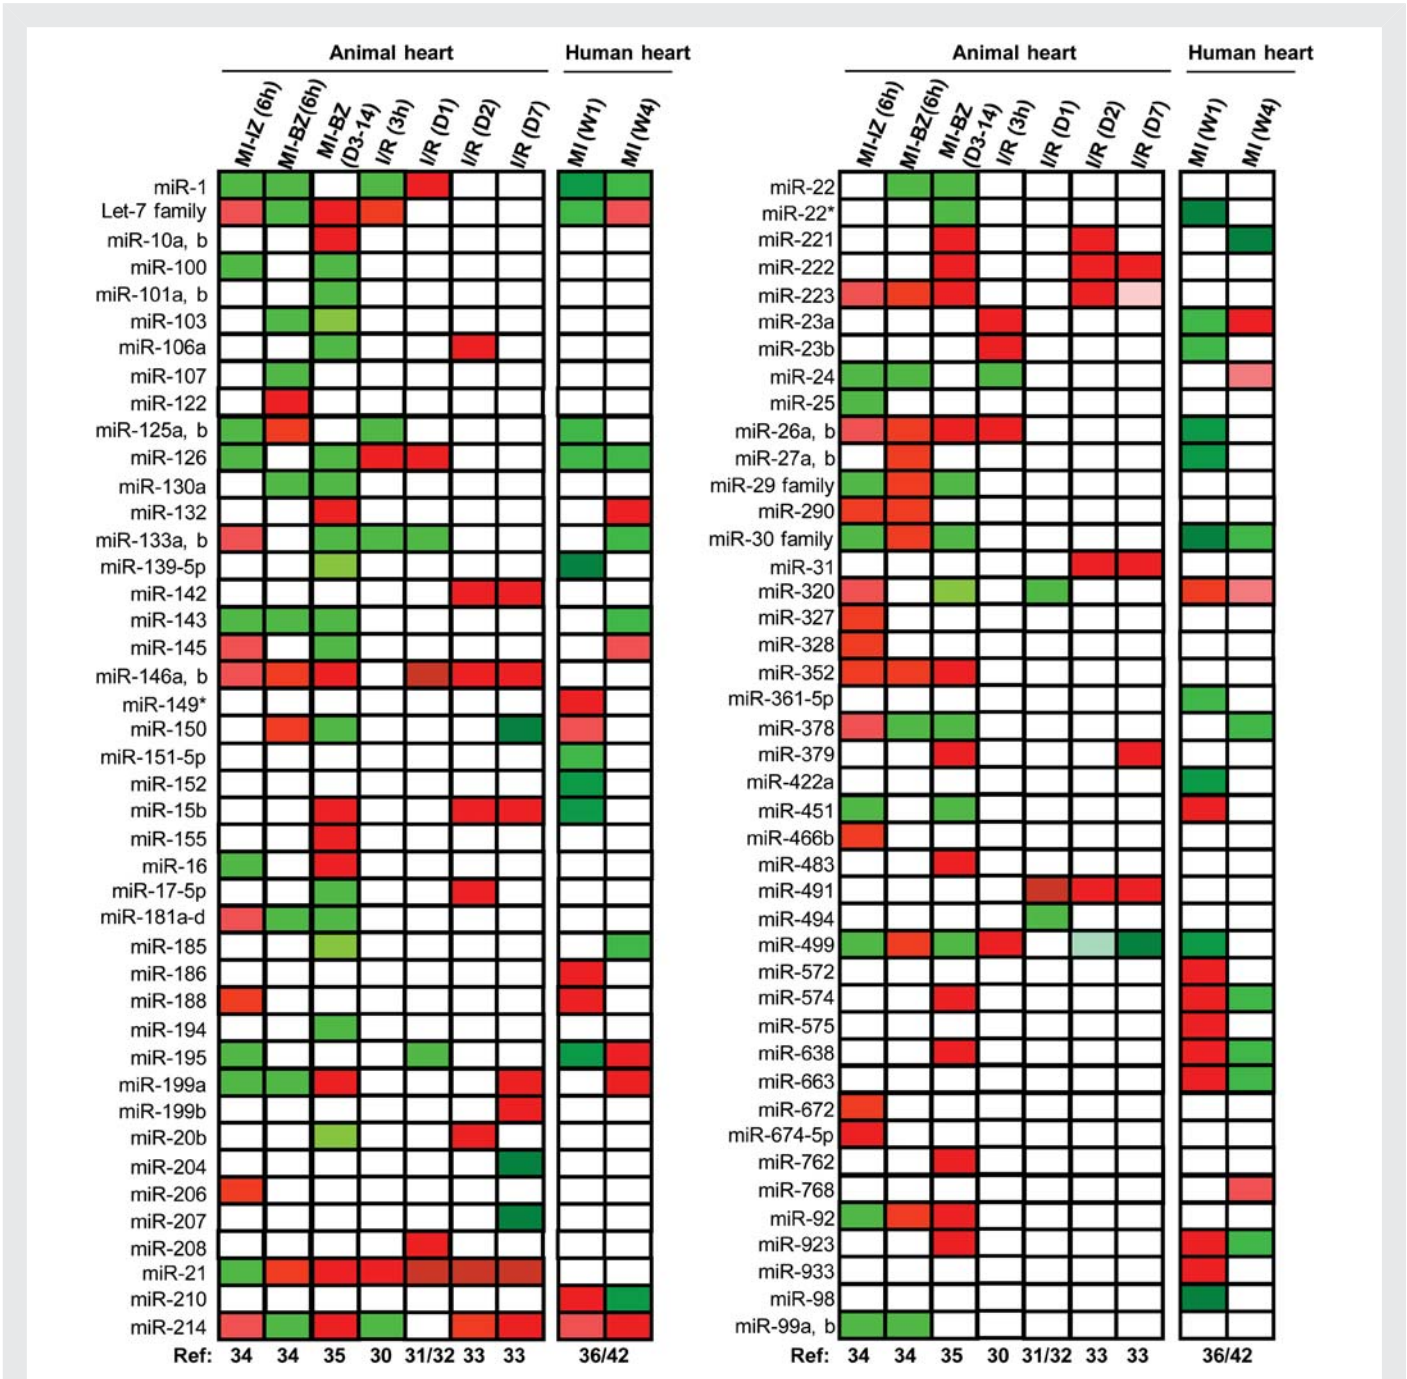 Animal heart Human heart
MI-IZ (6h) MI-BZ(6h) MI-BZ (D3-14) I/R (3h) I/R (D1) I/R (D2) I/R (D7) MI (W1) MI (W4)
miR-1
Let-7 family
miR-10a, b
miR-100
miR-101a, b
miR-103
miR-106a
miR-107
miR-122
miR-125a, b
miR-126
miR-130a
miR-132
miR-133a, b
miR-139-5p
miR-142
miR-143
miR-145
miR-146a, b
miR-149*
miR-150
miR-151-5p
miR-152
miR-15b
miR-155
miR-16
miR-17-5p
miR-181a-d
miR-185
miR-186
miR-188
miR-194
miR-195
miR-199a
miR-199b
miR-20b
miR-204
miR-206
miR-207
miR-208
miR-21
miR-210
miR-214
Ref: 34 34 35 30 31/32 33 33 36/42
Animal heart Human heart
MI-IZ (6h) MI-BZ(6h) MI-BZ (D3-14) I/R (3h) I/R (D1) I/R (D2) I/R (D7) MI (W1) MI (W4)
miR-22
miR-22*
miR-221
miR-222
miR-223
miR-23a
miR-23b
miR-24
miR-25
miR-26a, b
miR-27a, b
miR-29 family
miR-290
miR-30 family
miR-31
miR-320
miR-327
miR-328
miR-352
miR-361-5p
miR-378
miR-379
miR-422a
miR-451
miR-466b
miR-483
miR-491
miR-494
miR-499
miR-572
miR-574
miR-575
miR-638
miR-663
miR-672
miR-674-5p
miR-762
miR-768
miR-92
miR-923
miR-933
miR-98
miR-99a, b
Ref: 34 34 35 30 31/32 33 33 36/42